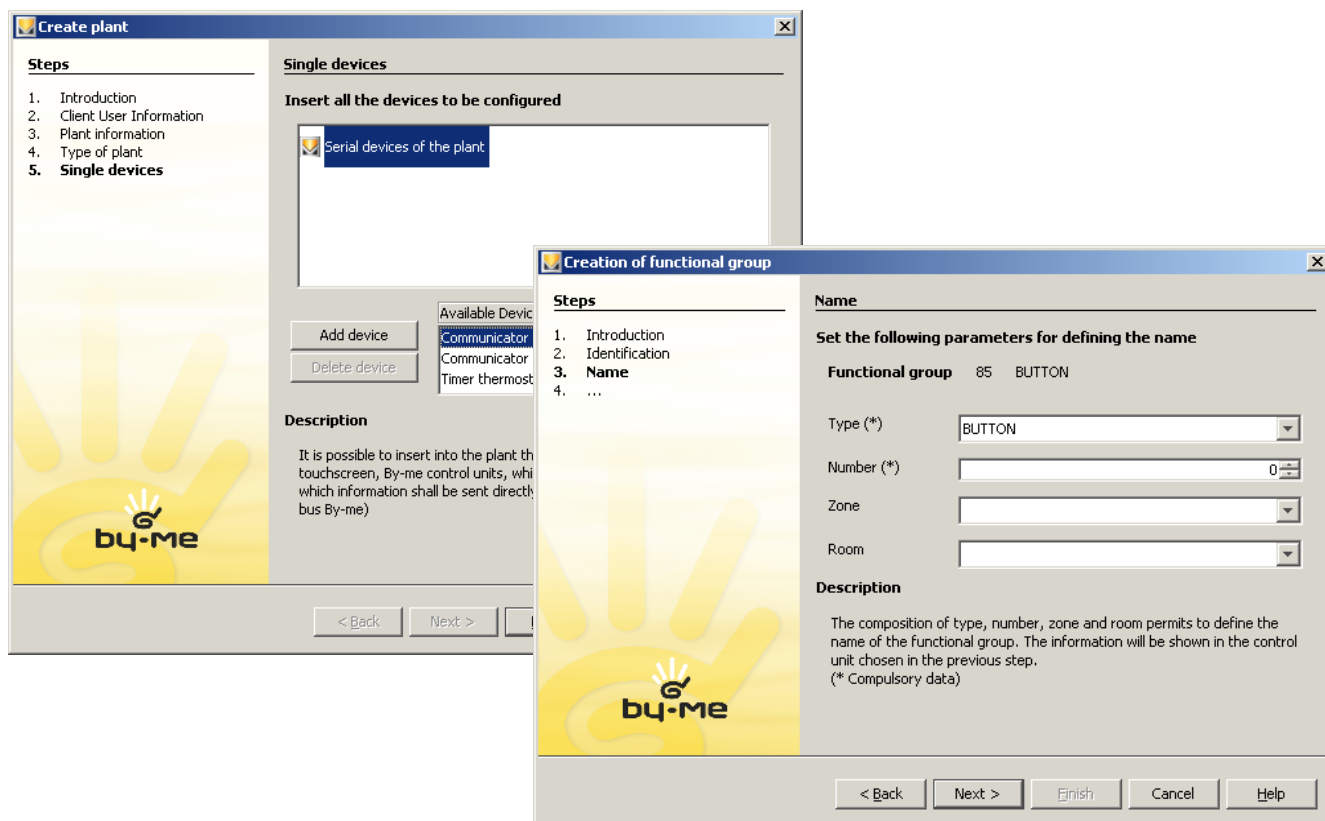 Create plant
Steps
1. Introduction
2. Client User Information
3. Plant information
4. Type of plant
5. Single devices
by-me
Single devices
Insert all the devices to be configured
Serial devices of the plant
Add device
Delete device
Available Devic
Communicator
Communicator
Timer thermost
Description
It is possible to insert into the plant th
touchscreen, By-me control units, whi
which information shall be sent directly
bus By-me)
< Back
Next >
Creation of functional group
Steps
1. Introduction
2. Identification
3. Name
4. ...
by-me
Name
Set the following parameters for defining the name
Functional group 85 BUTTON
Type (*) BUTTON
Number (*) 0
Zone
Room
Description
The composition of type, number, zone and room permits to define the
name of the functional group. The information will be shown in the control
unit chosen in the previous step.
(* Compulsory data)
< Back
Next >
Finish
Cancel
Help